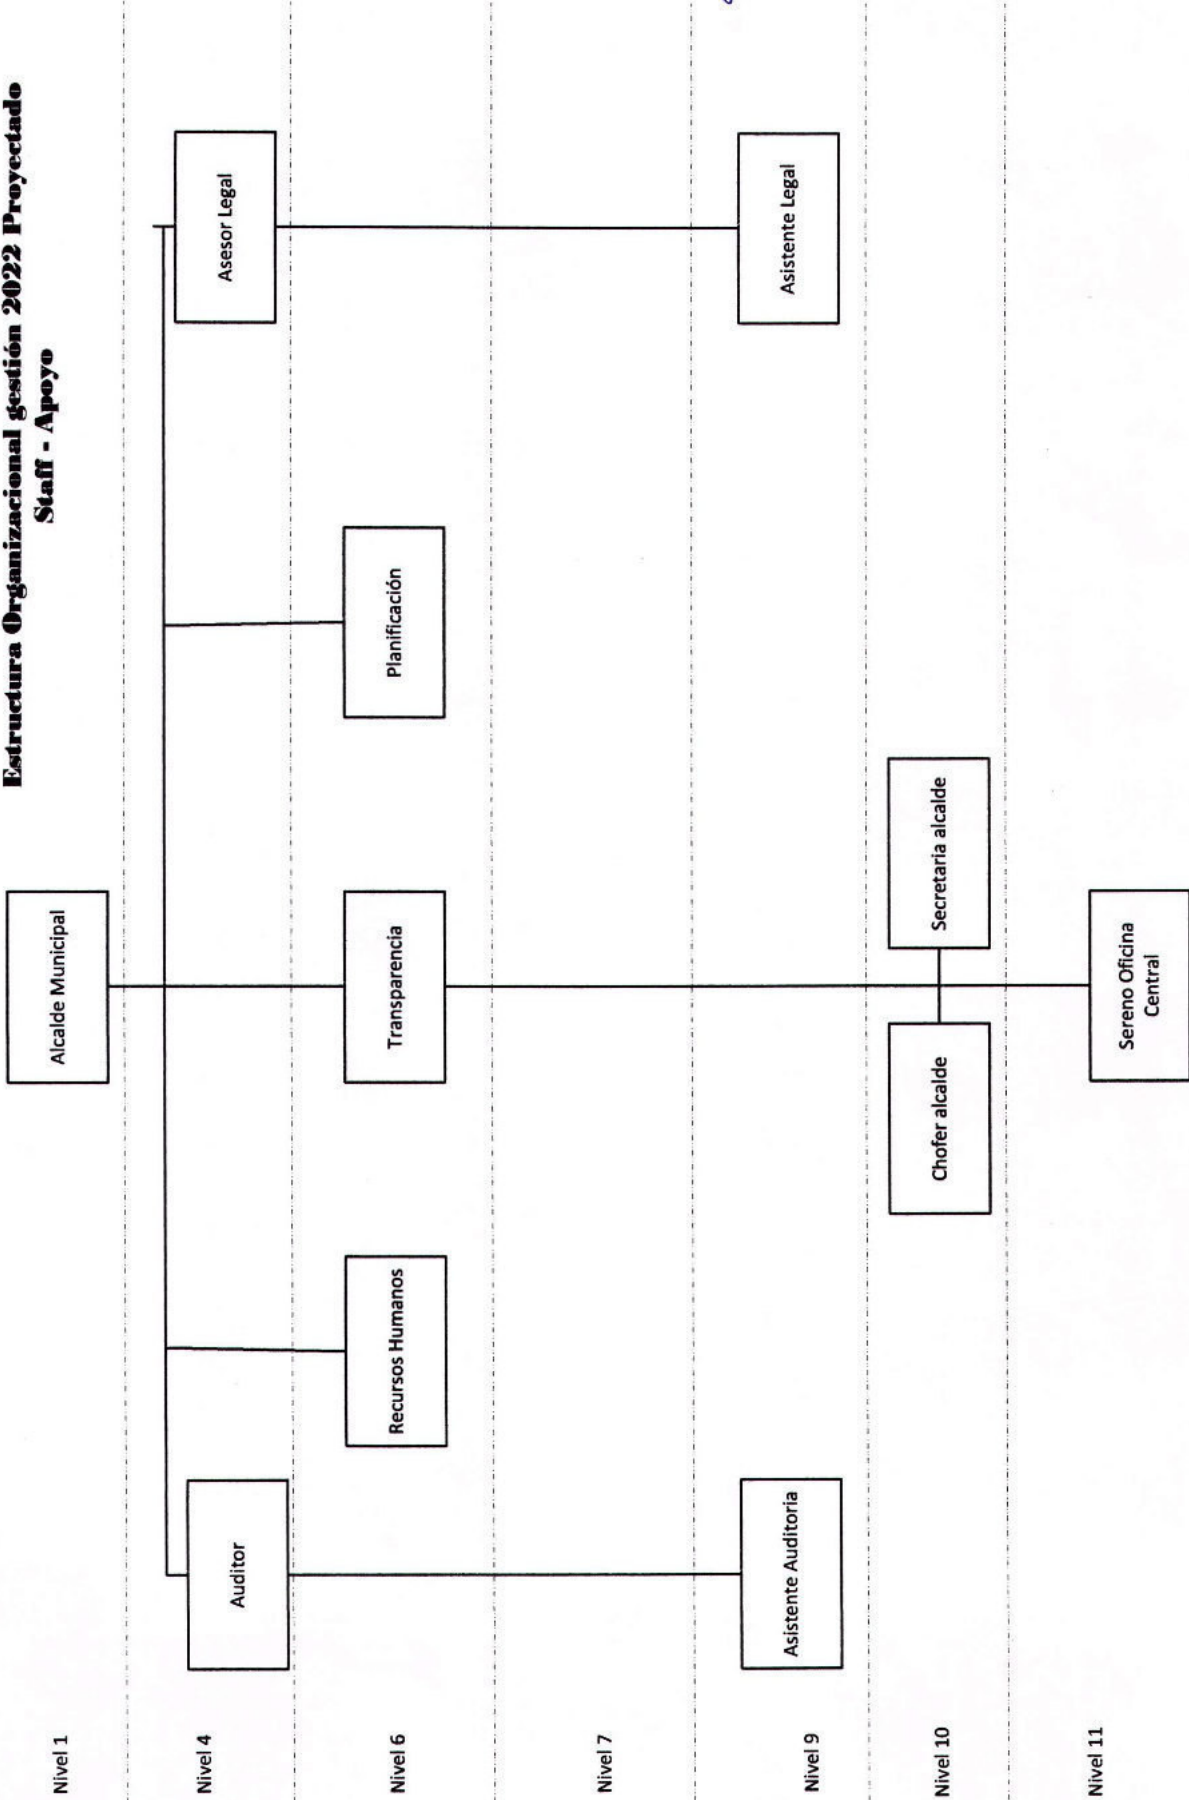 Estructura Organizacional gestión 2022 Proyectado
Staff - Apoyo
Nivel 1
Alcalde Municipal
Nivel 4
Auditor
Asesor Legal
Nivel 6
Recursos Humanos
Transparencia
Planificación
Nivel 7
Nivel 9
Asistente Auditoria
Asistente Legal
Nivel 10
Chofer alcalde
Secretaria alcalde
Nivel 11
Sereno Oficina
Central